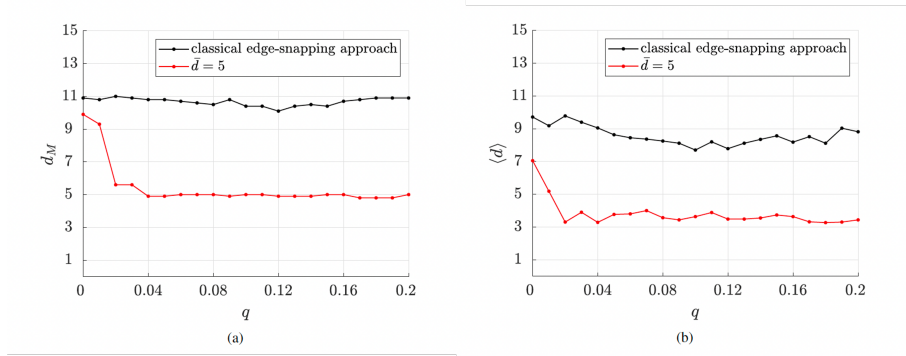 15
13
11
9
7
5
3
1
d_M
classical edge-snapping approach
d̄ = 5
0 0.04 0.08 0.12 0.16 0.2
q
(a)
15
13
11
9
7
5
3
1
⟨d⟩
classical edge-snapping approach
d̄ = 5
0 0.04 0.08 0.12 0.16 0.2
q
(b)